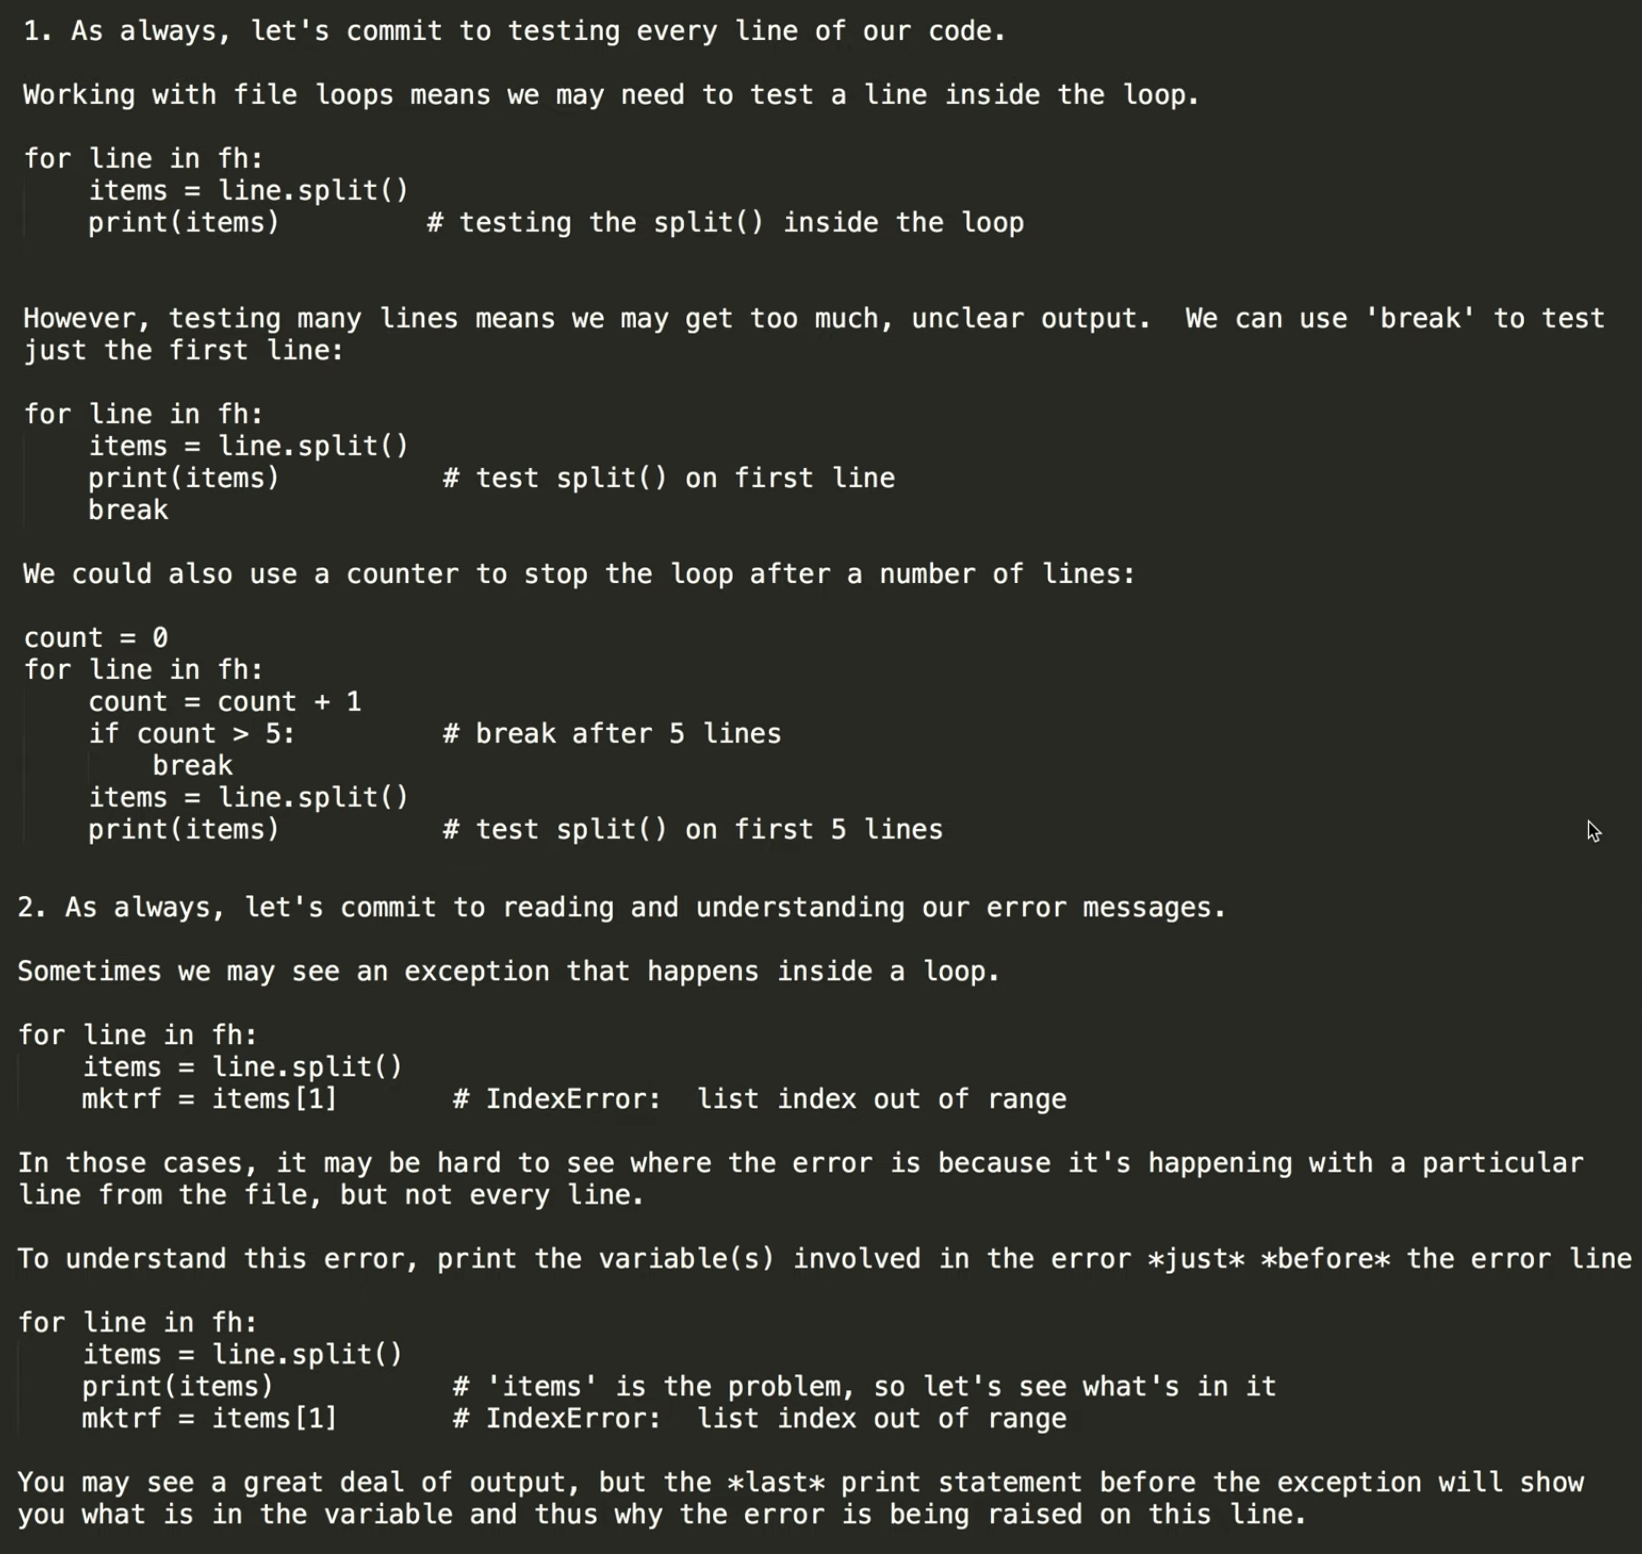 1. As always, let's commit to testing every line of our code.
Working with file loops means we may need to test a line inside the loop.
for line in fh:
    items = line.split()
    print(items)         # testing the split() inside the loop
However, testing many lines means we may get too much, unclear output.  We can use 'break' to test
just the first line:
for line in fh:
    items = line.split()
    print(items)          # test split() on first line
    break
We could also use a counter to stop the loop after a number of lines:
count = 0
for line in fh:
    count = count + 1
    if count > 5:         # break after 5 lines
        break
    items = line.split()
    print(items)          # test split() on first 5 lines
2. As always, let's commit to reading and understanding our error messages.
Sometimes we may see an exception that happens inside a loop.
for line in fh:
    items = line.split()
    mktrf = items[1]       # IndexError:  list index out of range
In those cases, it may be hard to see where the error is because it's happening with a particular
line from the file, but not every line.
To understand this error, print the variable(s) involved in the error *just* *before* the error line
for line in fh:
    items = line.split()
    print(items)           # 'items' is the problem, so let's see what's in it
    mktrf = items[1]       # IndexError:  list index out of range
You may see a great deal of output, but the *last* print statement before the exception will show
you what is in the variable and thus why the error is being raised on this line.